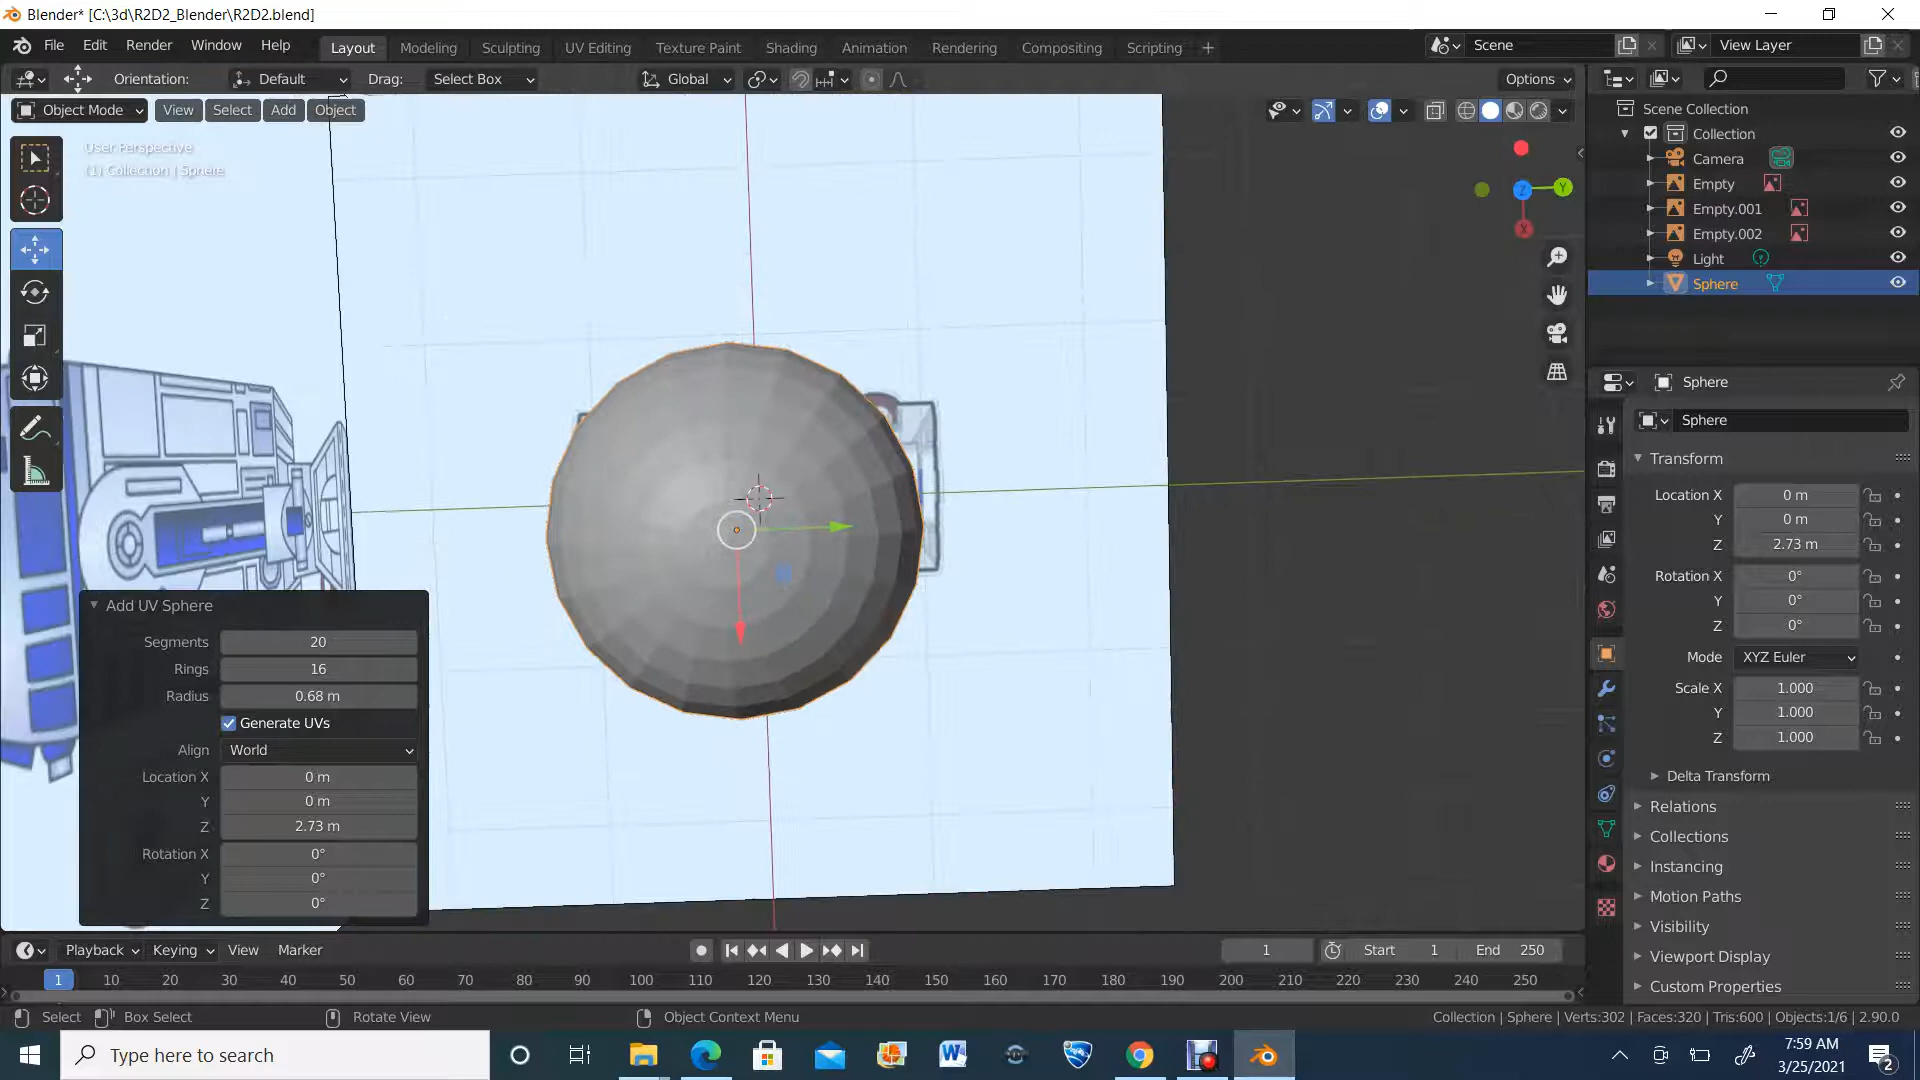 Blender* [C:\3d\R2D2_Blender\R2D2.blend]
File Edit Render Window Help
Layout Modeling Sculpting UV Editing Texture Paint Shading Animation Rendering Compositing Scripting +
Scene
View Layer
Orientation: Default Drag: Select Box
Global
Options
Object Mode View Select Add Object
User Perspective
(1) Collection | Sphere
Z
Y
X
Scene Collection
Collection
Camera
Empty
Empty.001
Empty.002
Light
Sphere
Sphere
Sphere
Transform
Location X 0 m
Y 0 m
Z 2.73 m
Rotation X 0°
Y 0°
Z 0°
Mode XYZ Euler
Scale X 1.000
Y 1.000
Z 1.000
Delta Transform
Relations
Collections
Instancing
Motion Paths
Visibility
Viewport Display
Custom Properties
Add UV Sphere
Segments 20
Rings 16
Radius 0.68 m
Generate UVs
Align World
Location X 0 m
Y 0 m
Z 2.73 m
Rotation X 0°
Y 0°
Z 0°
Playback Keying View Marker
1 Start 1 End 250
1 10 20 30 40 50 60 70 80 90 100 110 120 130 140 150 160 170 180 190 200 210 220 230 240 250
Select Box Select Rotate View Object Context Menu
Collection | Sphere | Verts:302 | Faces:320 | Tris:600 | Objects:1/6 | 2.90.0
Type here to search
7:59 AM
3/25/2021
2